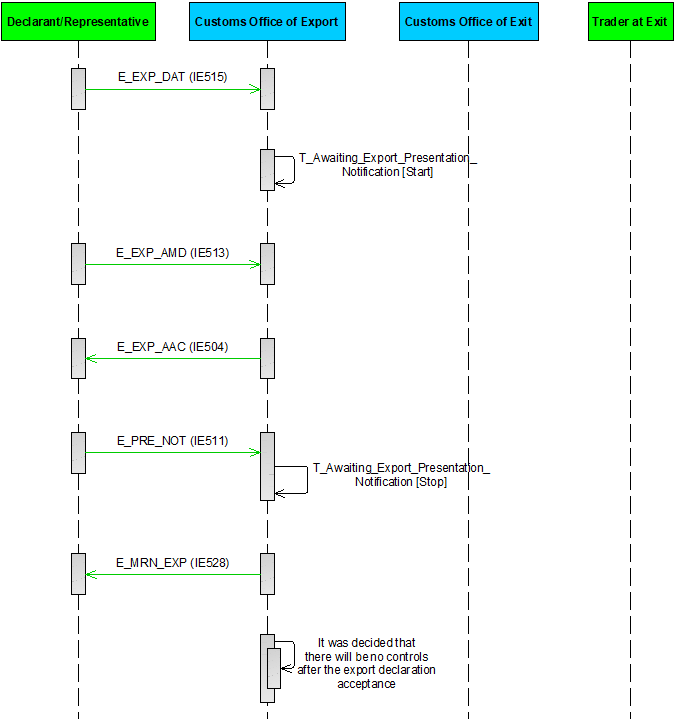 Declarant/Representative
Customs Office of Export
Customs Office of Exit
Trader at Exit
E_EXP_DAT (IE515)
T_Awaiting_Export_Presentation_
Notification [Start]
E_EXP_AMD (IE513)
E_EXP_AAC (IE504)
E_PRE_NOT (IE511)
T_Awaiting_Export_Presentation_
Notification [Stop]
E_MRN_EXP (IE528)
It was decided that
there will be no controls
after the export declaration
acceptance